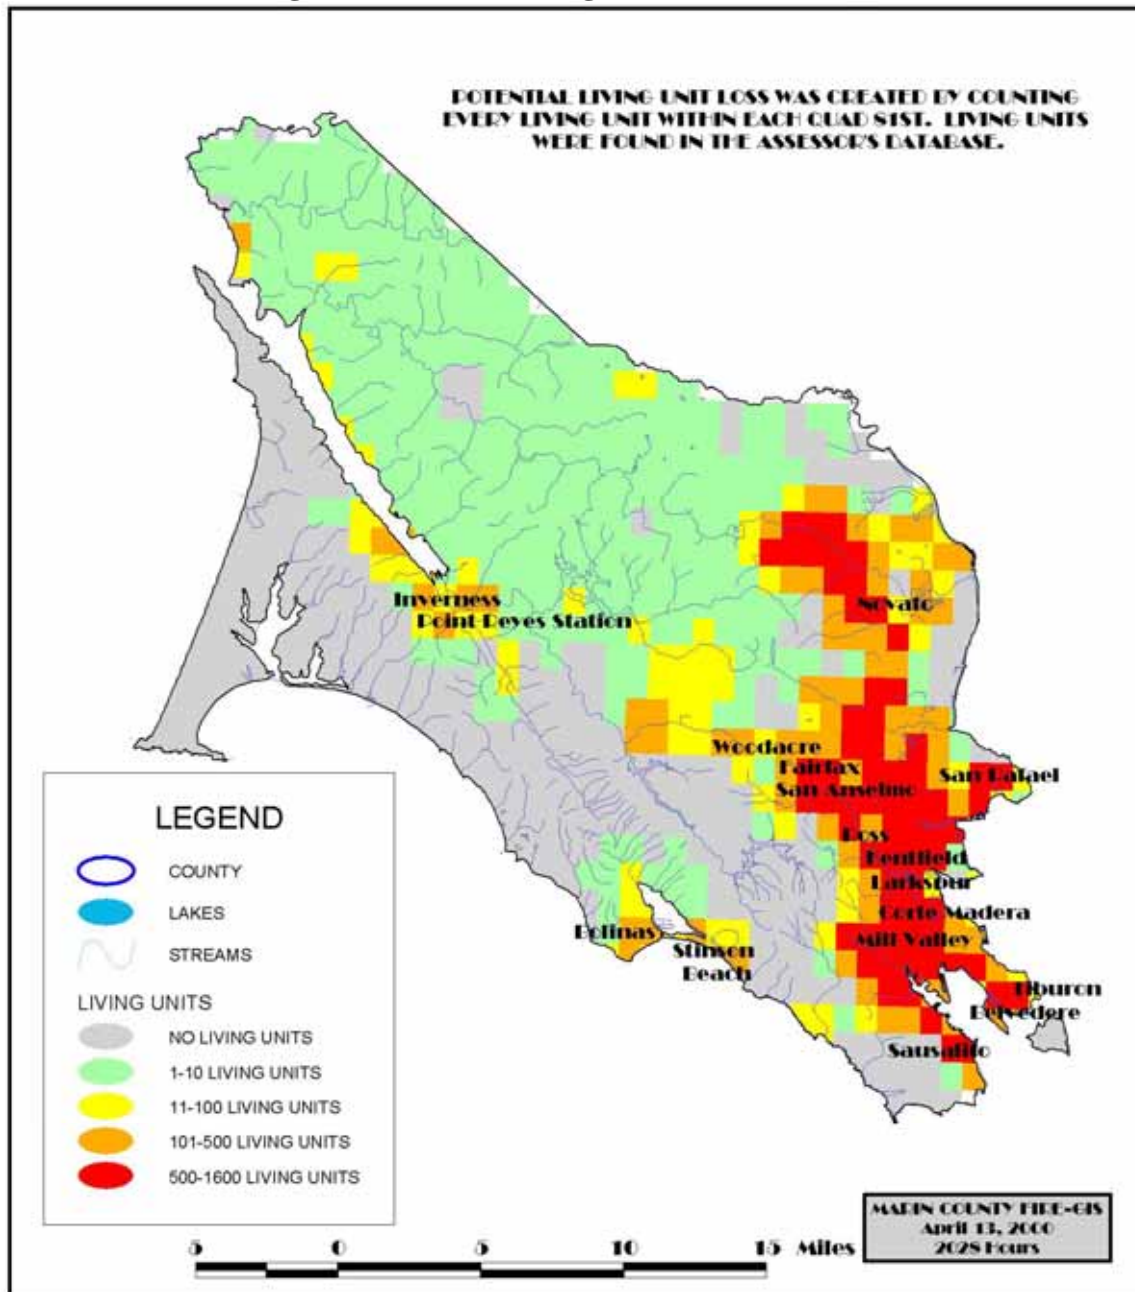 POTENTIAL LIVING UNIT LOSS WAS CREATED BY COUNTING
EVERY LIVING UNIT WITHIN EACH QUAD 81ST. LIVING UNITS
WERE FOUND IN THE ASSESSOR'S DATABASE.
Novato
Inverness
Point Reyes Station
Woodacre
Fairfax
San Rafael
San Anselmo
Ross
Kentfield
Larkspur
Corte Madera
Bolinas
Mill Valley
Stinson
Beach
Tiburon
Belvedere
Sausalito
LEGEND
COUNTY
LAKES
STREAMS
LIVING UNITS
NO LIVING UNITS
1-10 LIVING UNITS
11-100 LIVING UNITS
101-500 LIVING UNITS
500-1600 LIVING UNITS
MARIN COUNTY FIRE-GIS
April 13, 2000
2028 Hours
5 0 5 10 15 Miles